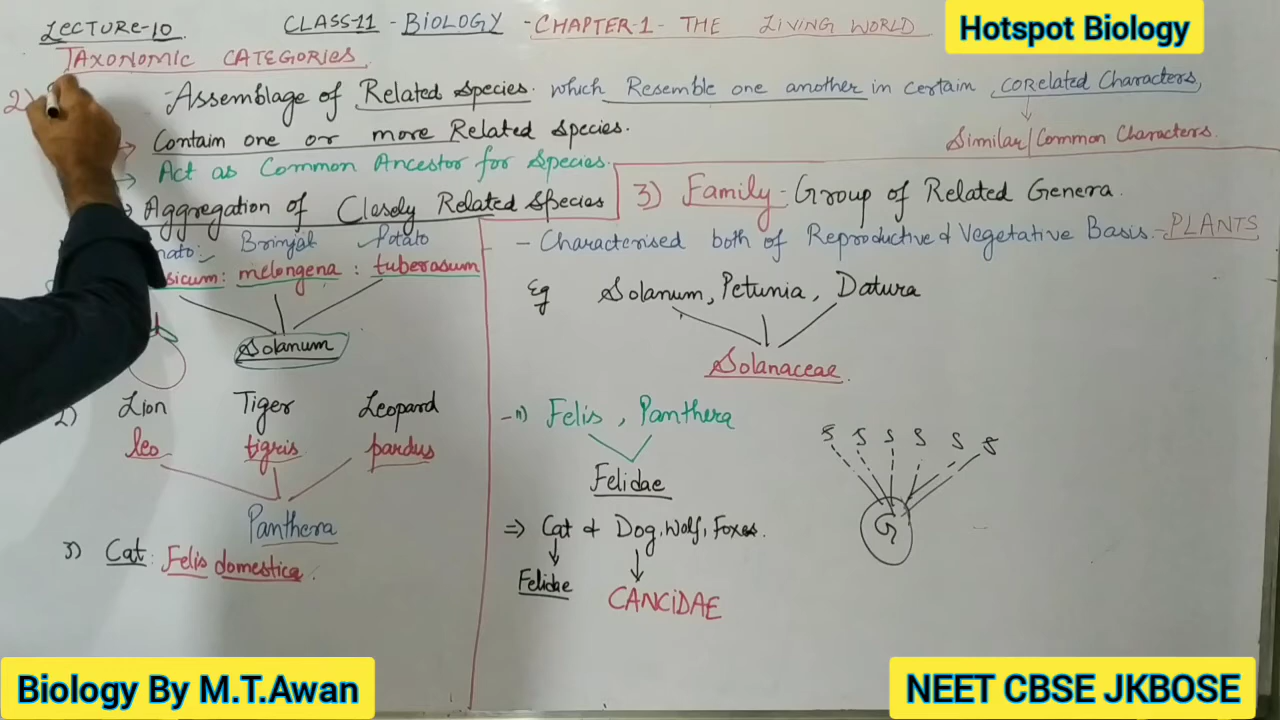 LECTURE-10 CLASS-11 - BIOLOGY - CHAPTER-1 - THE LIVING WORLD
Hotspot Biology
TAXONOMIC CATEGORIES
2) - Assemblage of Related Species which Resemble one another in certain CORelated Characters,
Similar/Common Characters.
Contain one or more Related Species.
Act as Common Ancestor for Species.
Aggregation of Closely Related Species
Brinjal Potato
melongena : tuberosum
Solanum
2) Lion Tiger Leopard
leo tigris pardus
Panthera
3) Cat: Felis domestica.
3) Family - Group of Related Genera.
- Characterised both of Reproductive & Vegetative Basis. - PLANTS
Eg Solanum, Petunia, Datura
Solanaceae.
- ii) Felis, Panthera
Felidae
S S S S S S
G
⇒ Cat & Dog, Wolf, Foxes.
Felidae
CANCIDAE
Biology By M.T.Awan
NEET CBSE JKBOSE